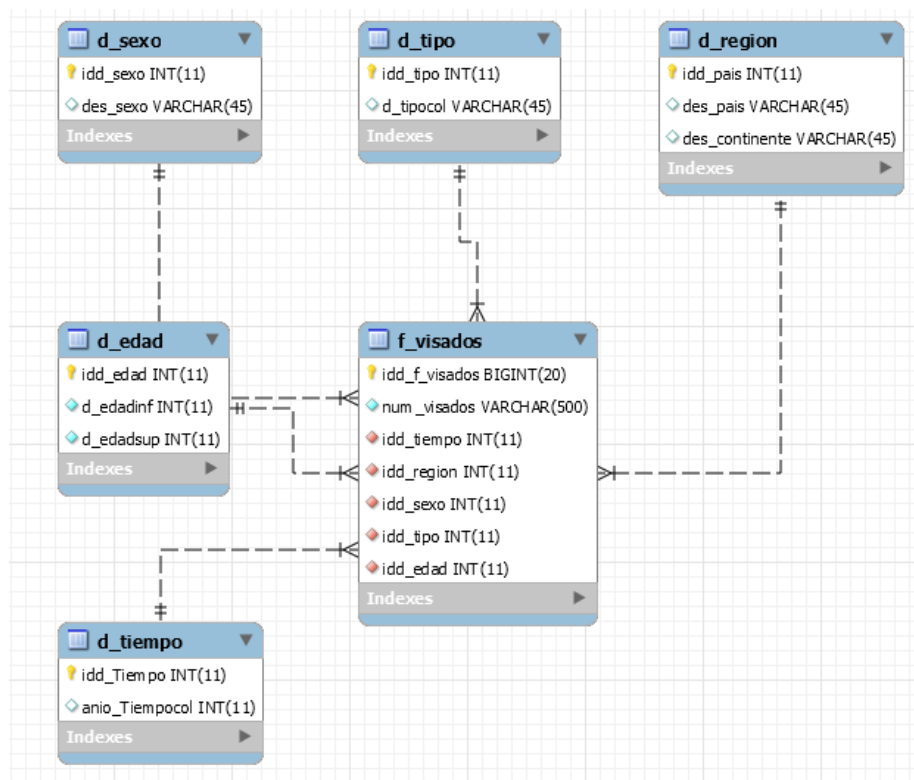 d_sexo
idd_sexo INT(11)
des_sexo VARCHAR(45)
Indexes
d_tipo
idd_tipo INT(11)
d_tipocol VARCHAR(45)
Indexes
d_region
idd_pais INT(11)
des_pais VARCHAR(45)
des_continente VARCHAR(45)
Indexes
d_edad
idd_edad INT(11)
d_edadinf INT(11)
d_edadsup INT(11)
Indexes
f_visados
idd_f_visados BIGINT(20)
num _visados VARCHAR(500)
idd_tiempo INT(11)
idd_region INT(11)
idd_sexo INT(11)
idd_tipo INT(11)
idd_edad INT(11)
Indexes
d_tiempo
idd_Tiempo INT(11)
anio_Tiempocol INT(11)
Indexes